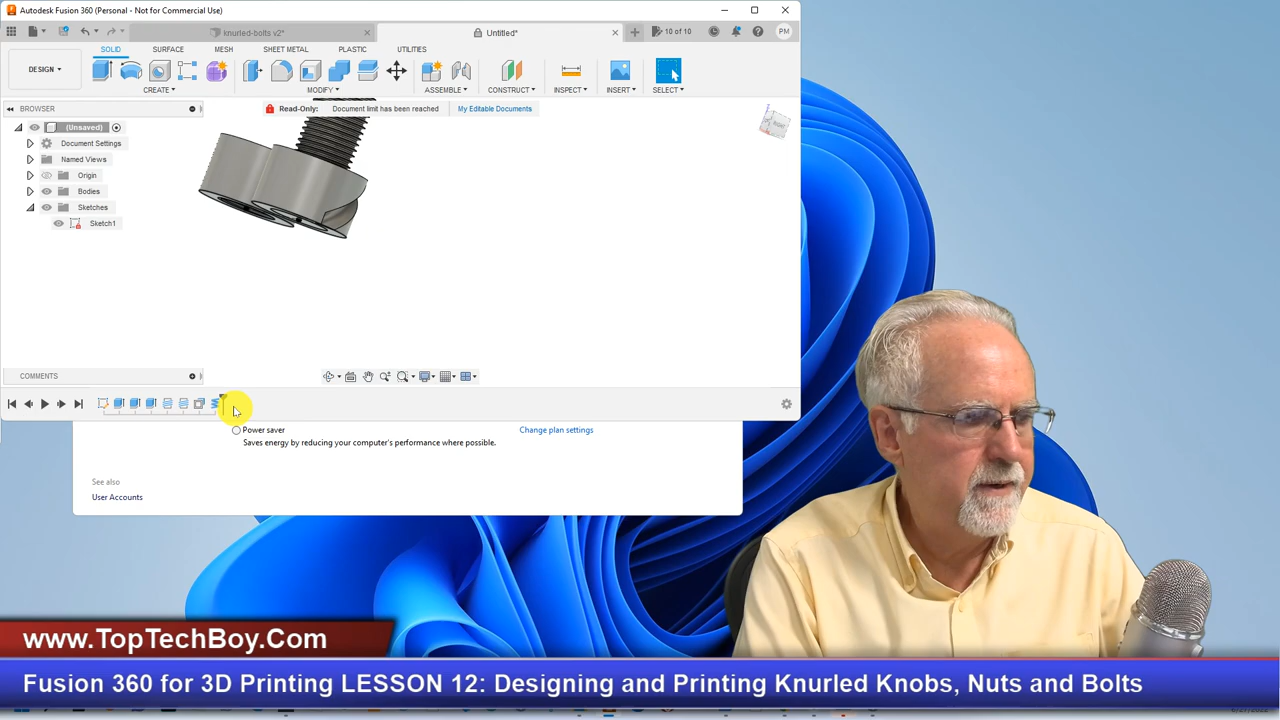 Autodesk Fusion 360 (Personal - Not for Commercial Use)
knurled-bolts v2*
Untitled*
10 of 10
PM
DESIGN
SOLID
SURFACE
MESH
SHEET METAL
PLASTIC
UTILITIES
CREATE
MODIFY
ASSEMBLE
CONSTRUCT
INSPECT
INSERT
SELECT
BROWSER
Read-Only: Document limit has been reached My Editable Documents
(Unsaved)
Document Settings
Named Views
Origin
Bodies
Sketches
Sketch1
COMMENTS
Power saver
Change plan settings
Saves energy by reducing your computer's performance where possible.
See also
User Accounts
www.TopTechBoy.Com
Fusion 360 for 3D Printing LESSON 12: Designing and Printing Knurled Knobs, Nuts and Bolts